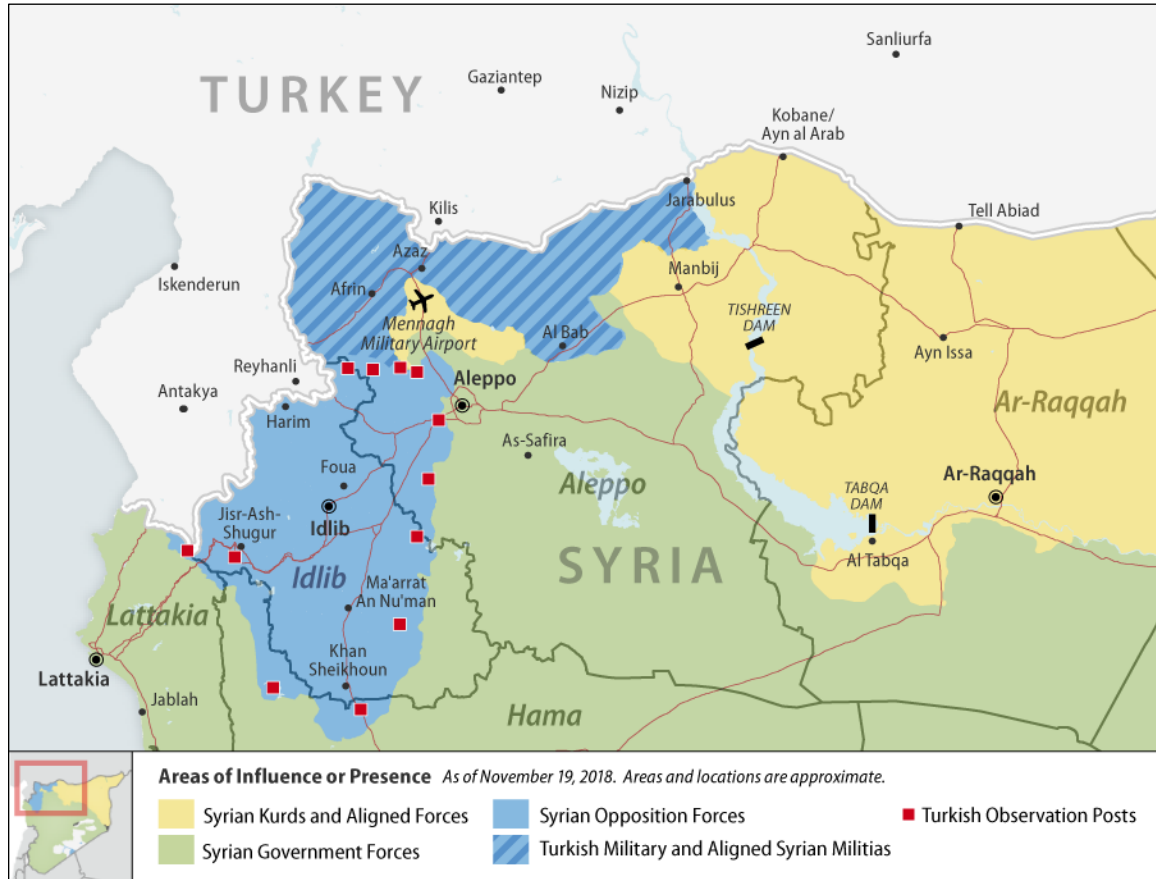 Sanliurfa
TURKEY
Gaziantep
Nizip
Kobane/
Ayn al Arab
Jarabulus
Kilis
Tell Abiad
Azaz
Iskenderun
Afrin
Manbij
Mennagh
Military Airport
Al Bab
TISHREEN
DAM
Ayn Issa
Reyhanli
Antakya
Harim
Aleppo
Ar-Raqqah
As-Safira
Foua
Aleppo
Ar-Raqqah
Idlib
TABQA
DAM
Jisr-Ash-
Shugur
Al Tabqa
SYRIA
Idlib
Ma'arrat
An Nu'man
Lattakia
Khan
Sheikhoun
Lattakia
Jablah
Hama
Areas of Influence or Presence As of November 19, 2018. Areas and locations are approximate.
Syrian Kurds and Aligned Forces
Syrian Opposition Forces
Turkish Observation Posts
Syrian Government Forces
Turkish Military and Aligned Syrian Militias